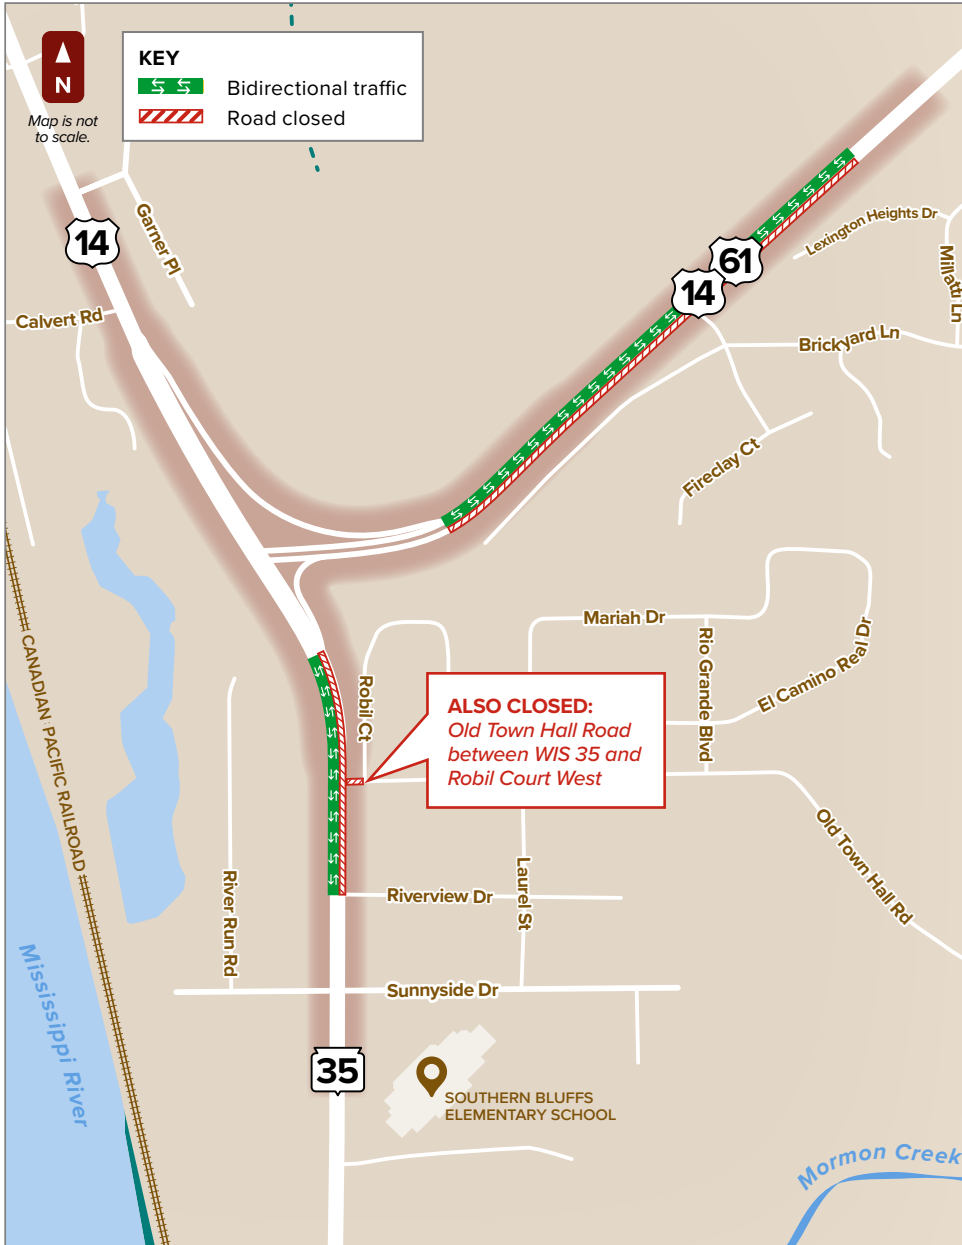 N
Map is not
to scale.
KEY
Bidirectional traffic
Road closed
14
Garner Pl
Calvert Rd
61
14
Lexington Heights Dr
Millatti Ln
Brickyard Ln
Fireclay Ct
Mariah Dr
Rio Grande Blvd
El Camino Real Dr
Robil Ct
ALSO CLOSED:
Old Town Hall Road
between WIS 35 and
Robil Court West
CANADIAN PACIFIC RAILROAD
Old Town Hall Rd
Laurel St
Riverview Dr
River Run Rd
Sunnyside Dr
Mississippi River
35
SOUTHERN BLUFFS
ELEMENTARY SCHOOL
Mormon Creek